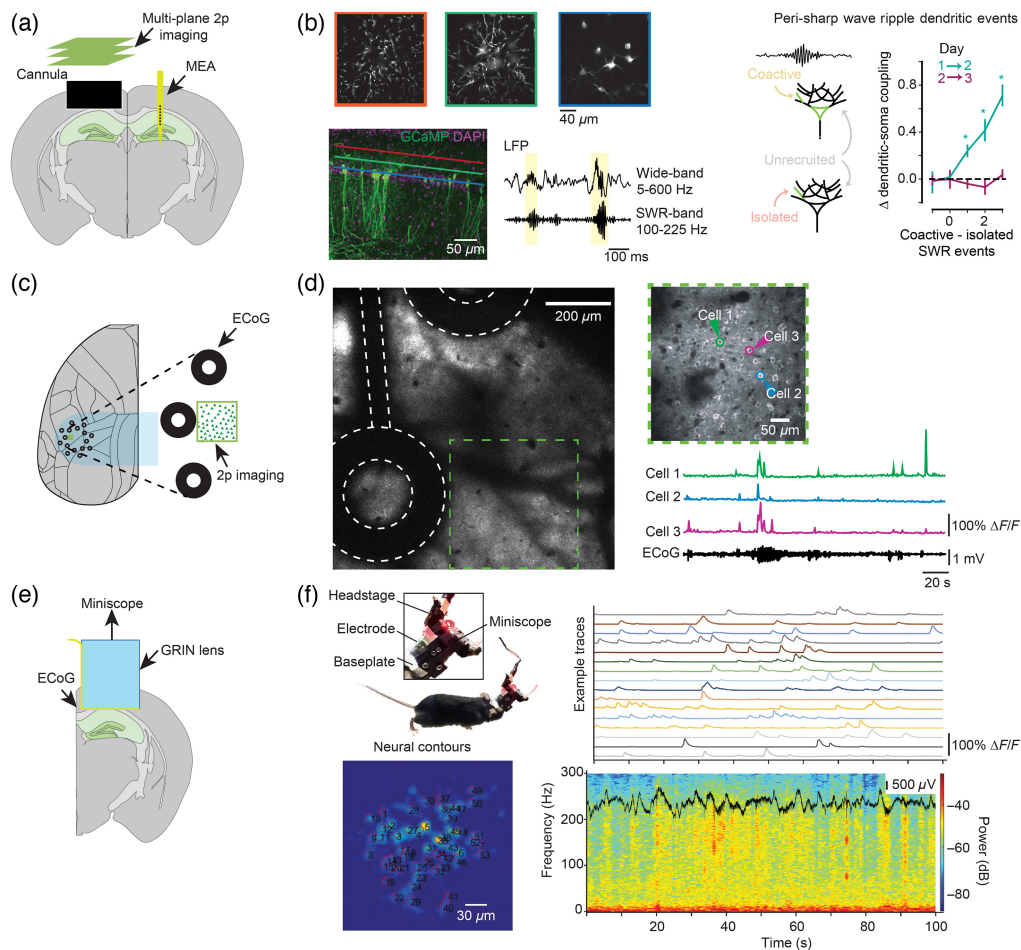 (a)
Multi-plane 2p
imaging
Cannula
MEA
(b)
40 µm
GCaMP DAPI
50 µm
LFP
Wide-band
5-600 Hz
SWR-band
100-225 Hz
100 ms
Peri-sharp wave ripple dendritic events
Coactive
Unrecruited
Isolated
Day
1→2
2→3
*
*
*
Δ dendritic-soma coupling
0.8
0.4
0.0
0
2
Coactive - isolated
SWR events
(c)
ECoG
2p imaging
(d)
200 µm
Cell 1
Cell 3
Cell 2
50 µm
Cell 1
Cell 2
Cell 3
100% ΔF/F
ECoG
1 mV
20 s
(e)
Miniscope
GRIN lens
ECoG
(f)
Headstage
Electrode
Miniscope
Baseplate
Neural contours
30 µm
Example traces
100% ΔF/F
300
200
100
0
Frequency (Hz)
500 µV
-40
-60
-80
Power (dB)
20
40
60
80
100
Time (s)